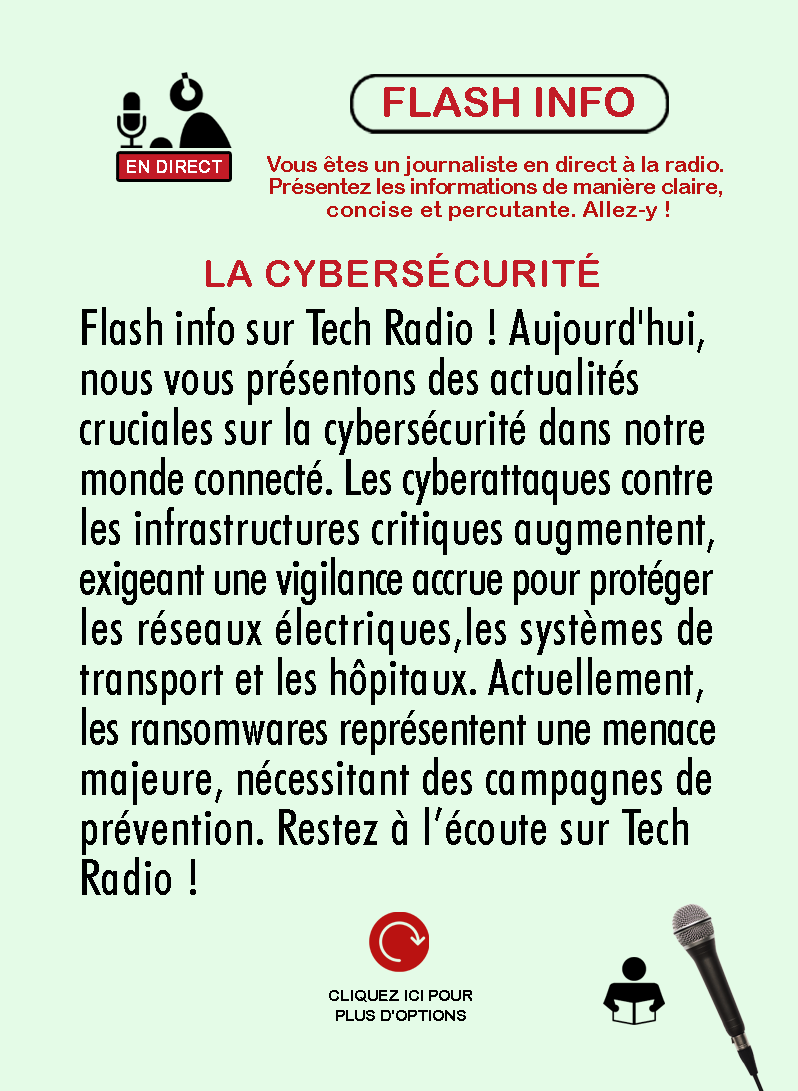 FLASH INFO
EN DIRECT
Vous êtes un journaliste en direct à la radio.
Présentez les informations de manière claire,
concise et percutante. Allez-y !
LA CYBERSÉCURITÉ
Flash info sur Tech Radio ! Aujourd'hui,
nous vous présentons des actualités
cruciales sur la cybersécurité dans notre
monde connecté. Les cyberattaques contre
les infrastructures critiques augmentent,
exigeant une vigilance accrue pour protéger
les réseaux électriques,les systèmes de
transport et les hôpitaux. Actuellement,
les ransomwares représentent une menace
majeure, nécessitant des campagnes de
prévention. Restez à l’écoute sur Tech
Radio !
CLIQUEZ ICI POUR
PLUS D'OPTIONS